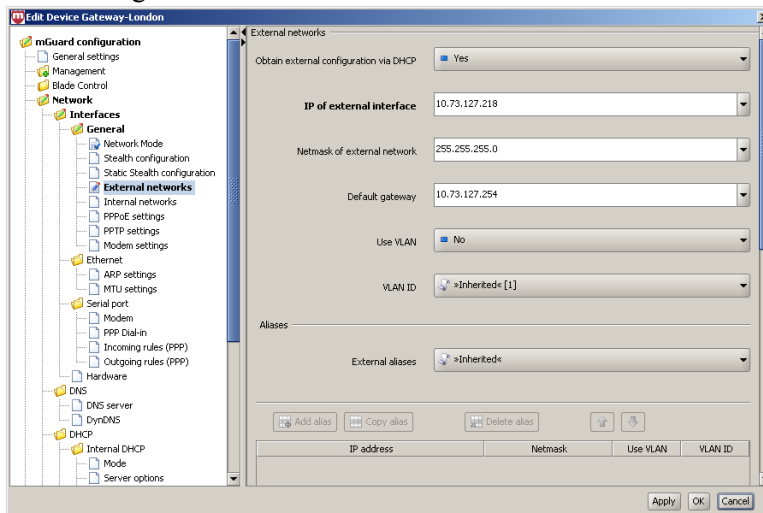 Edit Device Gateway-London
mGuard configuration
General settings
Management
Blade Control
Network
Interfaces
General
Network Mode
Stealth configuration
Static Stealth configuration
External networks
Internal networks
PPPoE settings
PPTP settings
Modem settings
Ethernet
ARP settings
MTU settings
Serial port
Modem
PPP Dial-in
Incoming rules (PPP)
Outgoing rules (PPP)
Hardware
DNS
DNS server
DynDNS
DHCP
Internal DHCP
Mode
Server options
External networks
Obtain external configuration via DHCP Yes
IP of external interface 10.73.127.218
Netmask of external network 255.255.255.0
Default gateway 10.73.127.254
Use VLAN No
VLAN ID »Inherited« [1]
Aliases
External aliases »Inherited«
Add alias Copy alias Delete alias
IP address Netmask Use VLAN VLAN ID
Apply OK Cancel